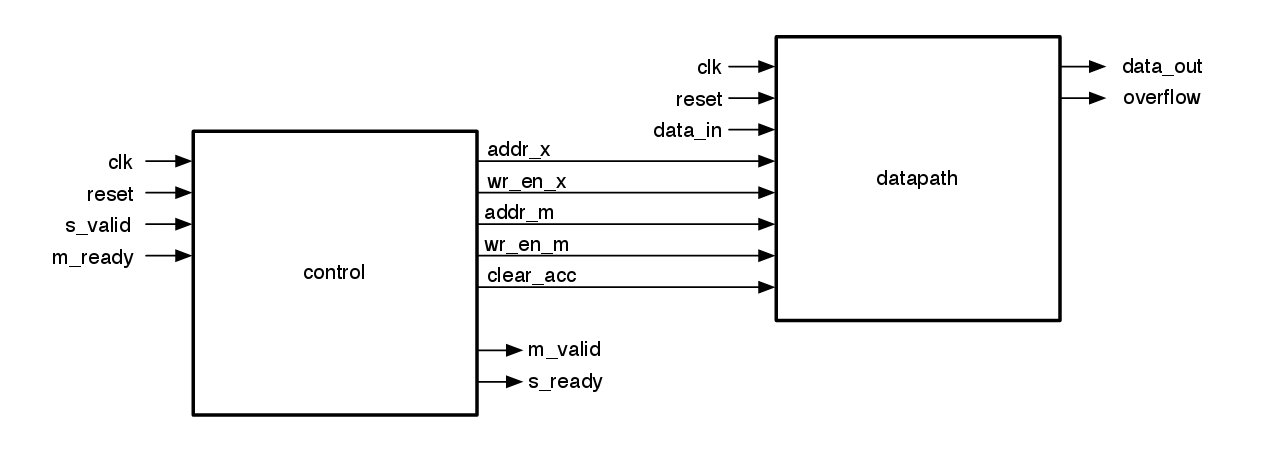 clk
reset
s_valid
m_ready
control
addr_x
wr_en_x
addr_m
wr_en_m
clear_acc
m_valid
s_ready
clk
reset
data_in
datapath
data_out
overflow